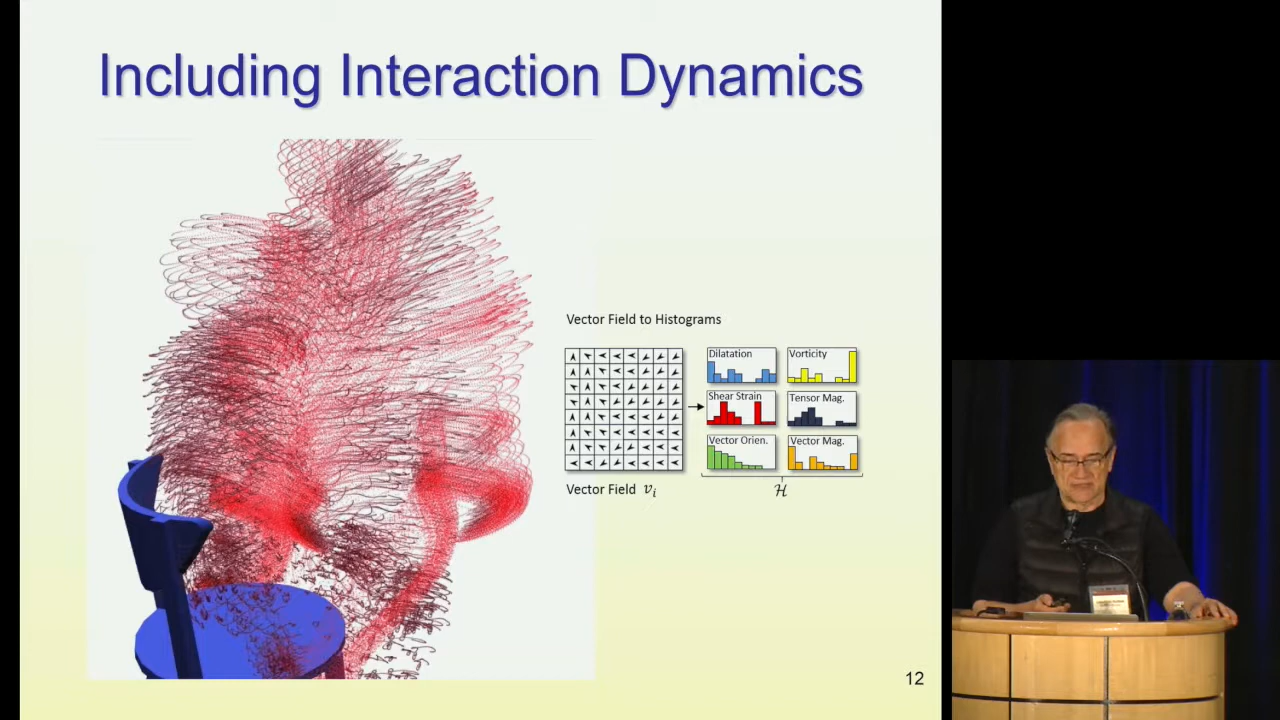 Including Interaction Dynamics
Vector Field to Histograms
Dilatation
Vorticity
Shear Strain
Tensor Mag.
Vector Orien.
Vector Mag.
Vector Field 𝑣ᵢ
ℋ
12